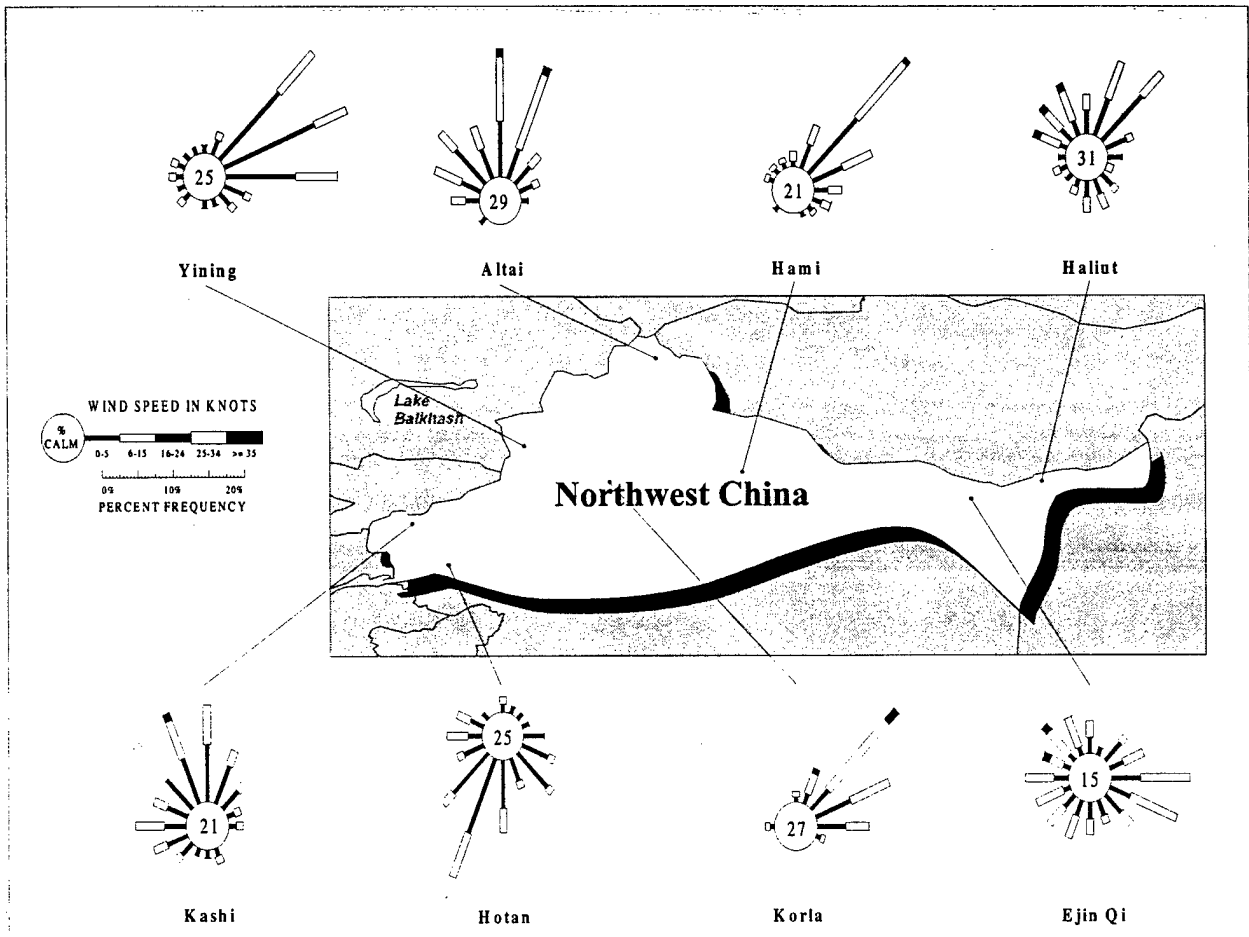 25
29
21
31
Yining
Altai
Hami
Haliut
Lake
Balkhash
WIND SPEED IN KNOTS
%
CALM
0-5 6-15 16-24 25-34 >= 35
0% 10% 20%
PERCENT FREQUENCY
Northwest China
21
25
27
15
Kashi
Hotan
Korla
Ejin Qi